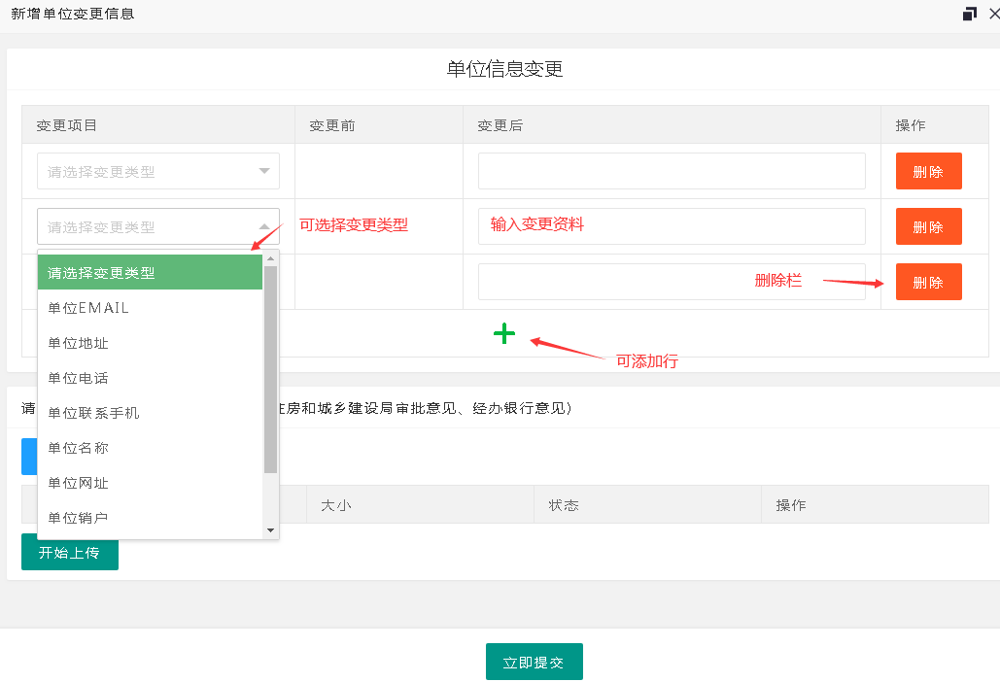 新增单位变更信息
单位信息变更
变更项目 变更前 变更后 操作
请选择变更类型 删除
请选择变更类型 可选择变更类型 输入变更资料 删除
请选择变更类型
删除栏 删除
单位EMAIL
单位地址
可添加行
单位电话
请 住房和城乡建设局审批意见、经办银行意见）
单位联系手机
单位名称
单位网址
大小 状态 操作
单位销户
开始上传
立即提交